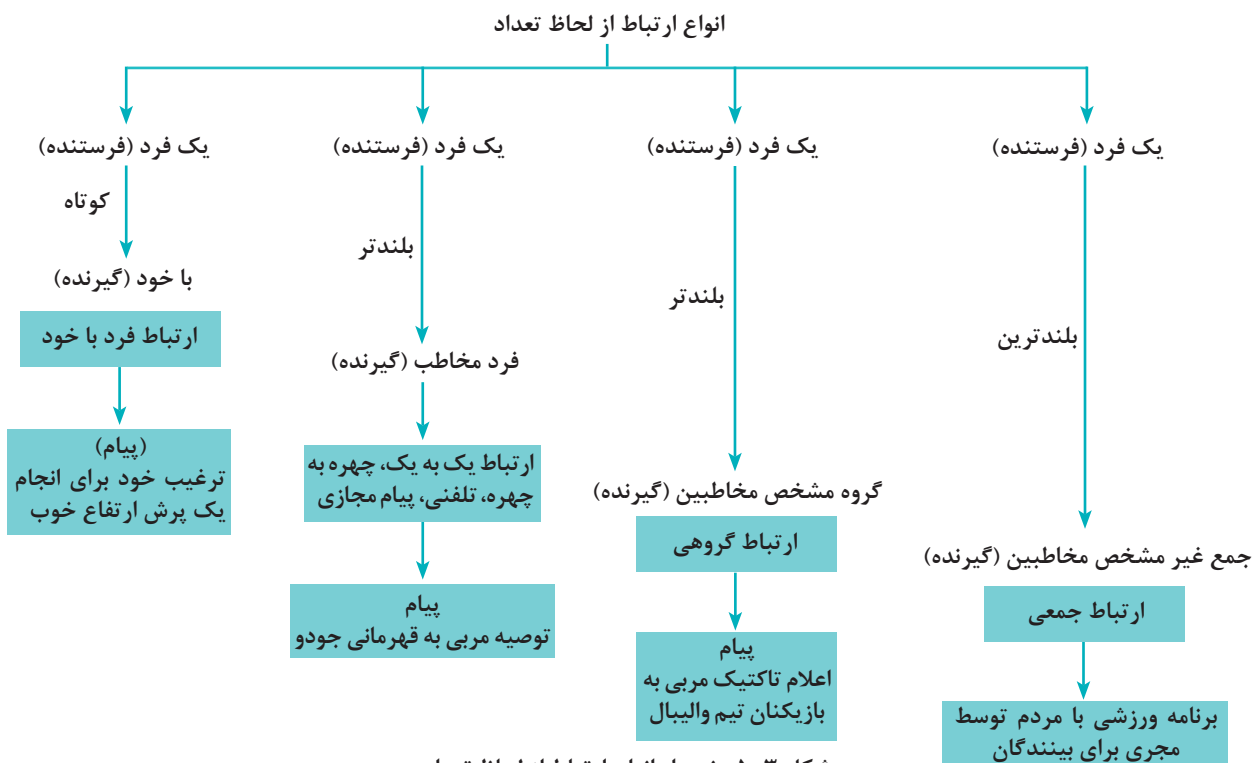 انواع ارتباط از لحاظ تعداد
یک فرد (فرستنده)
بلندترین
جمع غیر مشخص مخاطبین (گیرنده)
ارتباط جمعی
برنامه ورزشی با مردم توسط
مجری برای بینندگان
یک فرد (فرستنده)
بلندتر
گروه مشخص مخاطبین (گیرنده)
ارتباط گروهی
پیام
اعلام تاکتیک مربی به
بازیکنان تیم والیبال
یک فرد (فرستنده)
بلندتر
فرد مخاطب (گیرنده)
ارتباط یک به یک، چهره به
چهره، تلفنی، پیام مجازی
پیام
توصیه مربی به قهرمانی جودو
یک فرد (فرستنده)
کوتاه
با خود (گیرنده)
ارتباط فرد با خود
(پیام)
ترغیب خود برای انجام
یک پرش ارتفاع خوب